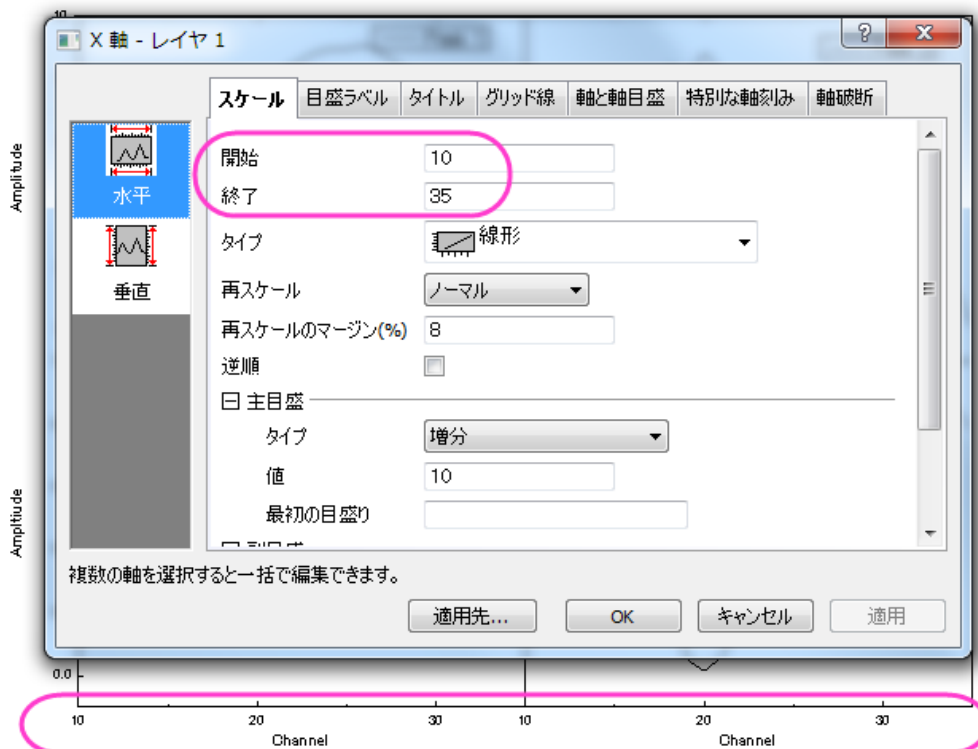 10
X 軸 - レイヤ 1
スケール 目盛ラベル タイトル グリッド線 軸と軸目盛 特別な軸刻み 軸破断
水平
垂直
開始 10
終了 35
タイプ 線形
再スケール ノーマル
再スケールのマージン(%) 8
逆順
主目盛
タイプ 増分
値 10
最初の目盛り
複数の軸を選択すると一括で編集できます。
適用先... OK キャンセル 適用
Amplitude
Amplitude
0.0
10 20 30 10 20 30
Channel Channel